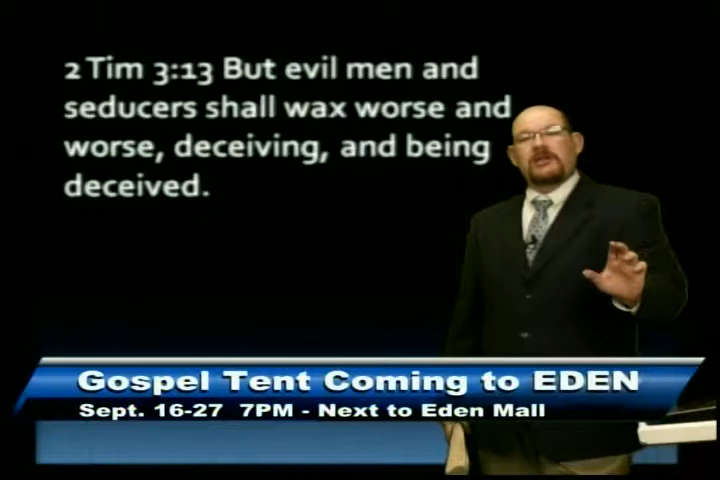 2 Tim 3:13 But evil men and
seducers shall wax worse and
worse, deceiving, and being
deceived.
Gospel Tent Coming to EDEN
Sept. 16-27 7PM - Next to Eden Mall